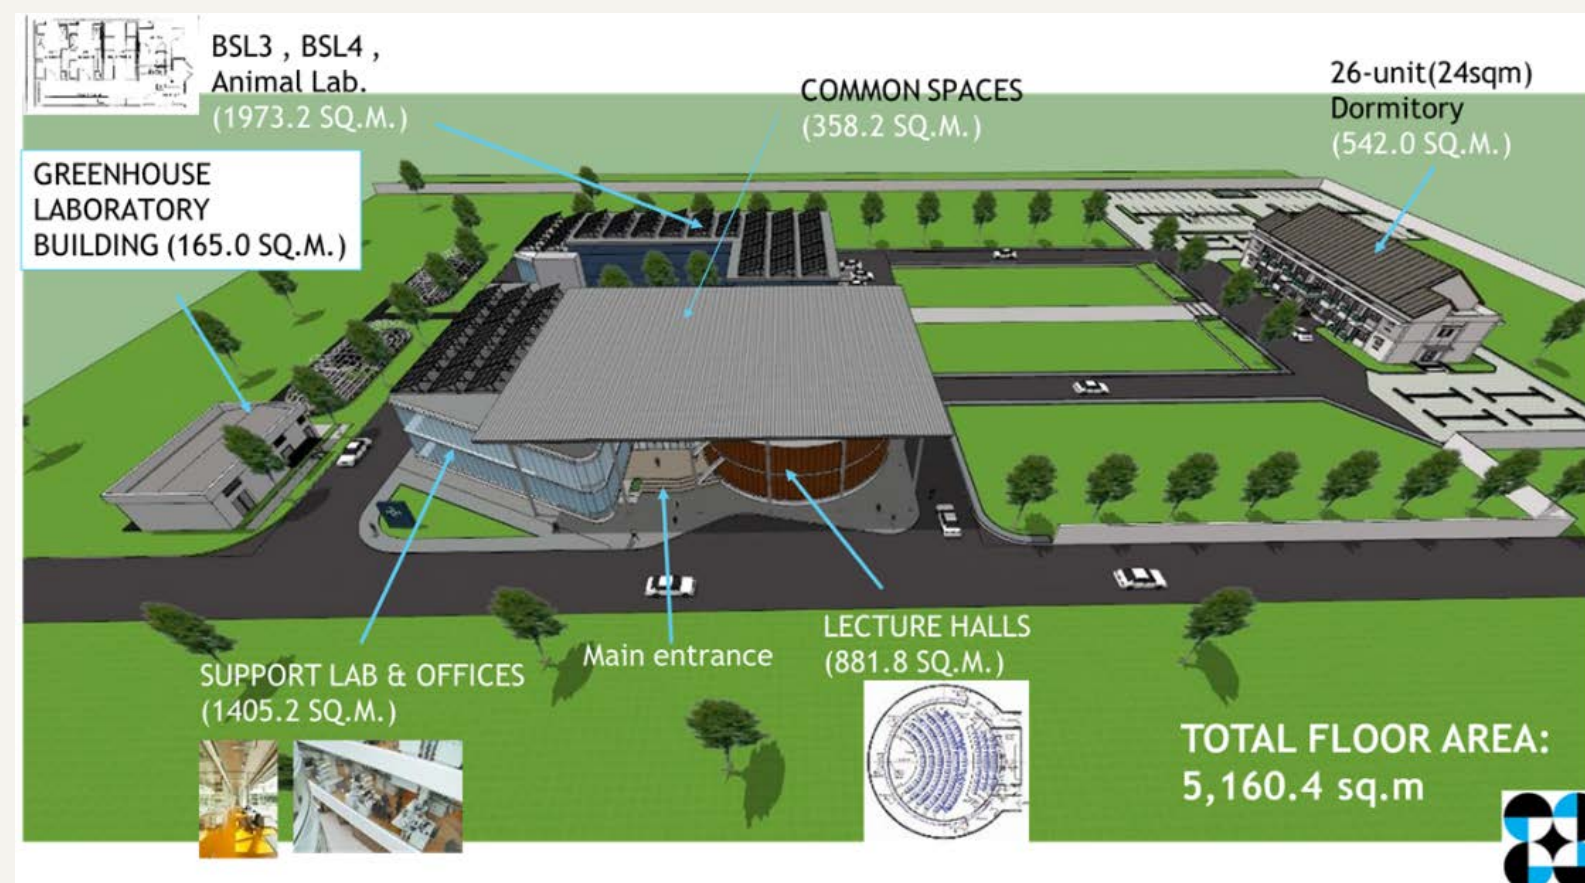 BSL3 , BSL4 ,
Animal Lab.
(1973.2 SQ.M.)
COMMON SPACES
(358.2 SQ.M.)
26-unit(24sqm)
Dormitory
(542.0 SQ.M.)
GREENHOUSE
LABORATORY
BUILDING (165.0 SQ.M.)
SUPPORT LAB & OFFICES
(1405.2 SQ.M.)
Main entrance
LECTURE HALLS
(881.8 SQ.M.)
TOTAL FLOOR AREA:
5,160.4 sq.m